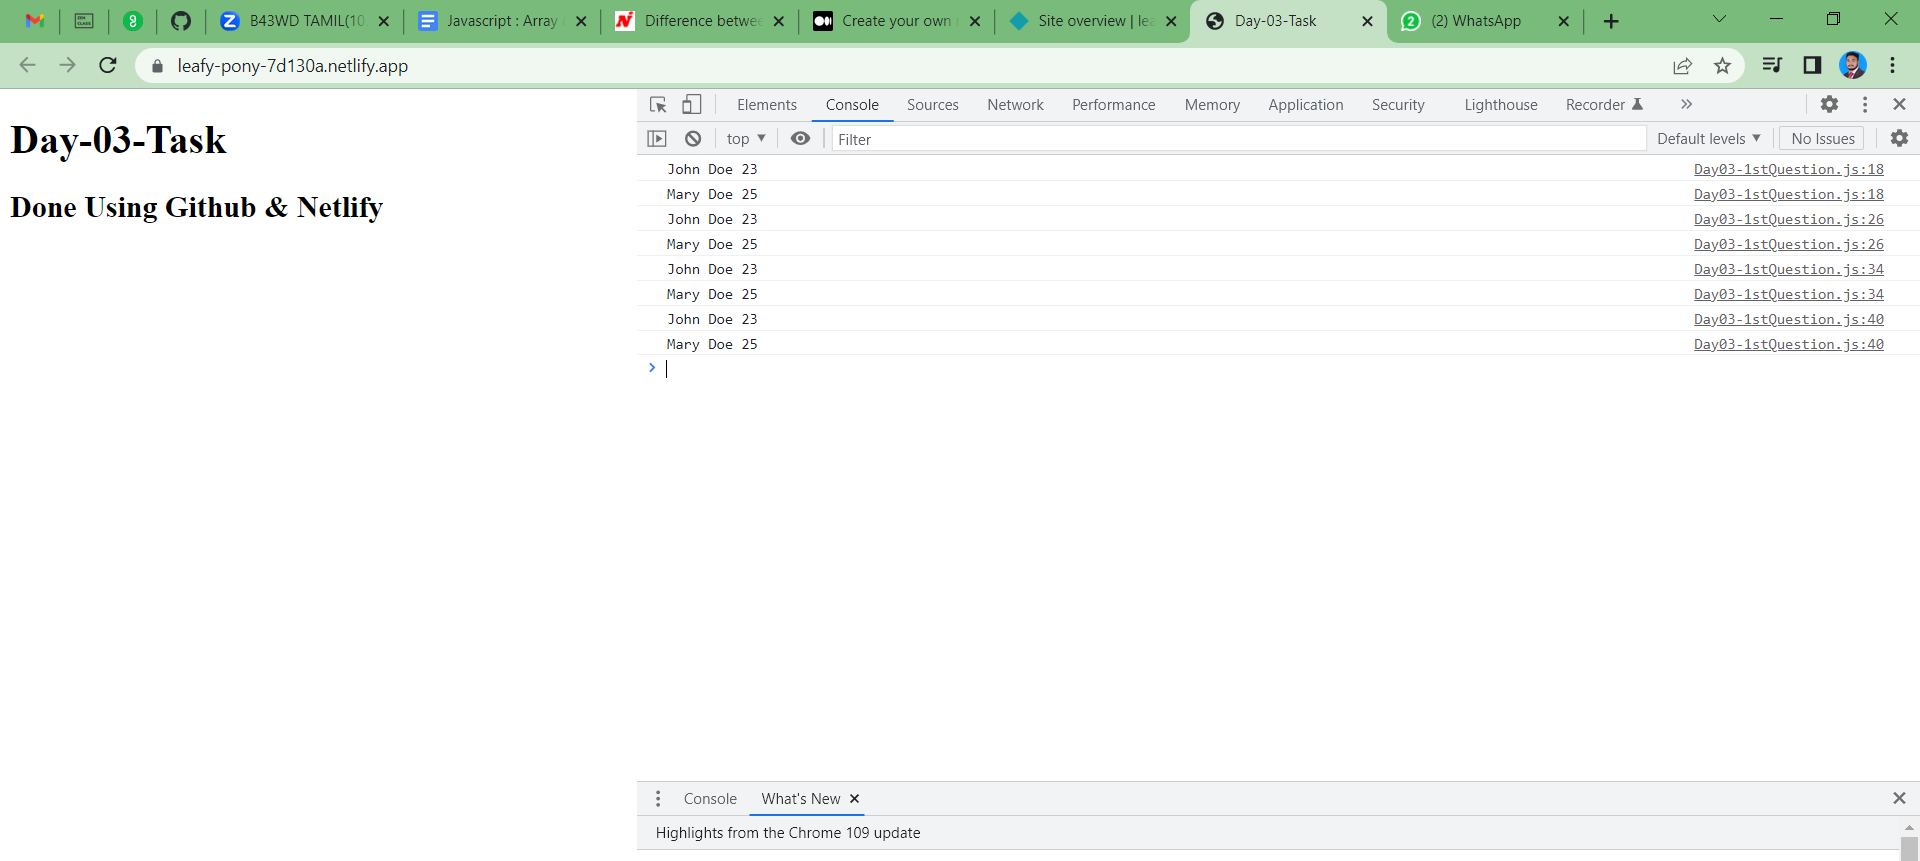 B43WD TAMIL(10
Javascript : Array
Difference betwee
Create your own
Site overview | lea
Day-03-Task
(2) WhatsApp
leafy-pony-7d130a.netlify.app
Day-03-Task
Done Using Github & Netlify
Elements Console Sources Network Performance Memory Application Security Lighthouse Recorder
top Filter Default levels No Issues
John Doe 23 Day03-1stQuestion.js:18
Mary Doe 25 Day03-1stQuestion.js:18
John Doe 23 Day03-1stQuestion.js:26
Mary Doe 25 Day03-1stQuestion.js:26
John Doe 23 Day03-1stQuestion.js:34
Mary Doe 25 Day03-1stQuestion.js:34
John Doe 23 Day03-1stQuestion.js:40
Mary Doe 25 Day03-1stQuestion.js:40
Console What's New
Highlights from the Chrome 109 update